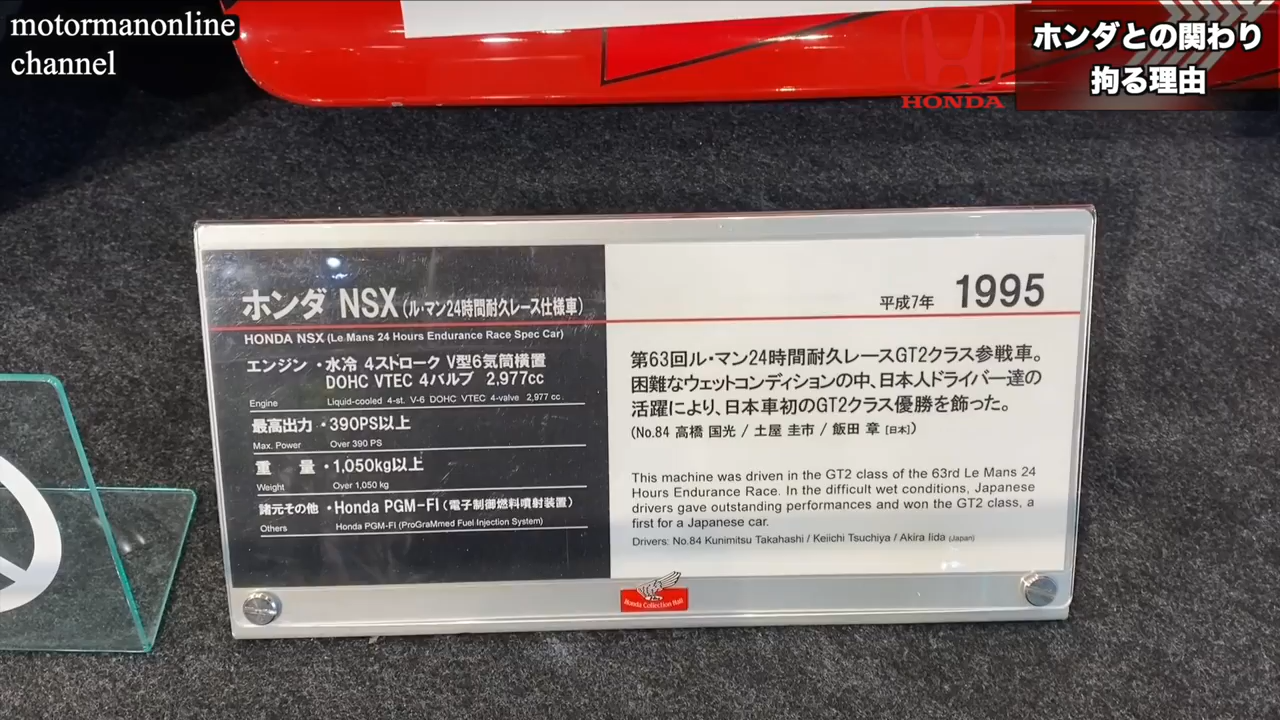 motormanonline
channel
HONDA
ホンダとの関わり
拘る理由
ホンダ NSX (ル・マン24時間耐久レース仕様車)
HONDA NSX (Le Mans 24 Hours Endurance Race Spec Car)
エンジン ・水冷 4ストローク V型6気筒横置
DOHC VTEC 4バルブ 2,977cc
Engine Liquid-cooled 4-st. V-6 DOHC VTEC 4-valve 2,977 cc.
最高出力 ・390PS以上
Max. Power Over 390 PS
重 量 ・1,050kg以上
Weight Over 1,050 kg
諸元その他 ・Honda PGM-FI (電子制御燃料噴射装置)
Others Honda PGM-FI (ProGraMmed Fuel Injection System)
平成7年 1995
第63回ル・マン24時間耐久レースGT2クラス参戦車。
困難なウェットコンディションの中、日本人ドライバー達の
活躍により、日本車初のGT2クラス優勝を飾った。
(No.84 高橋 国光 / 土屋 圭市 / 飯田 章 [日本])
This machine was driven in the GT2 class of the 63rd Le Mans 24
Hours Endurance Race. In the difficult wet conditions, Japanese
drivers gave outstanding performances and won the GT2 class, a
first for a Japanese car.
Drivers: No.84 Kunimitsu Takahashi / Keiichi Tsuchiya / Akira Iida (Japan)
Honda Collection Hall